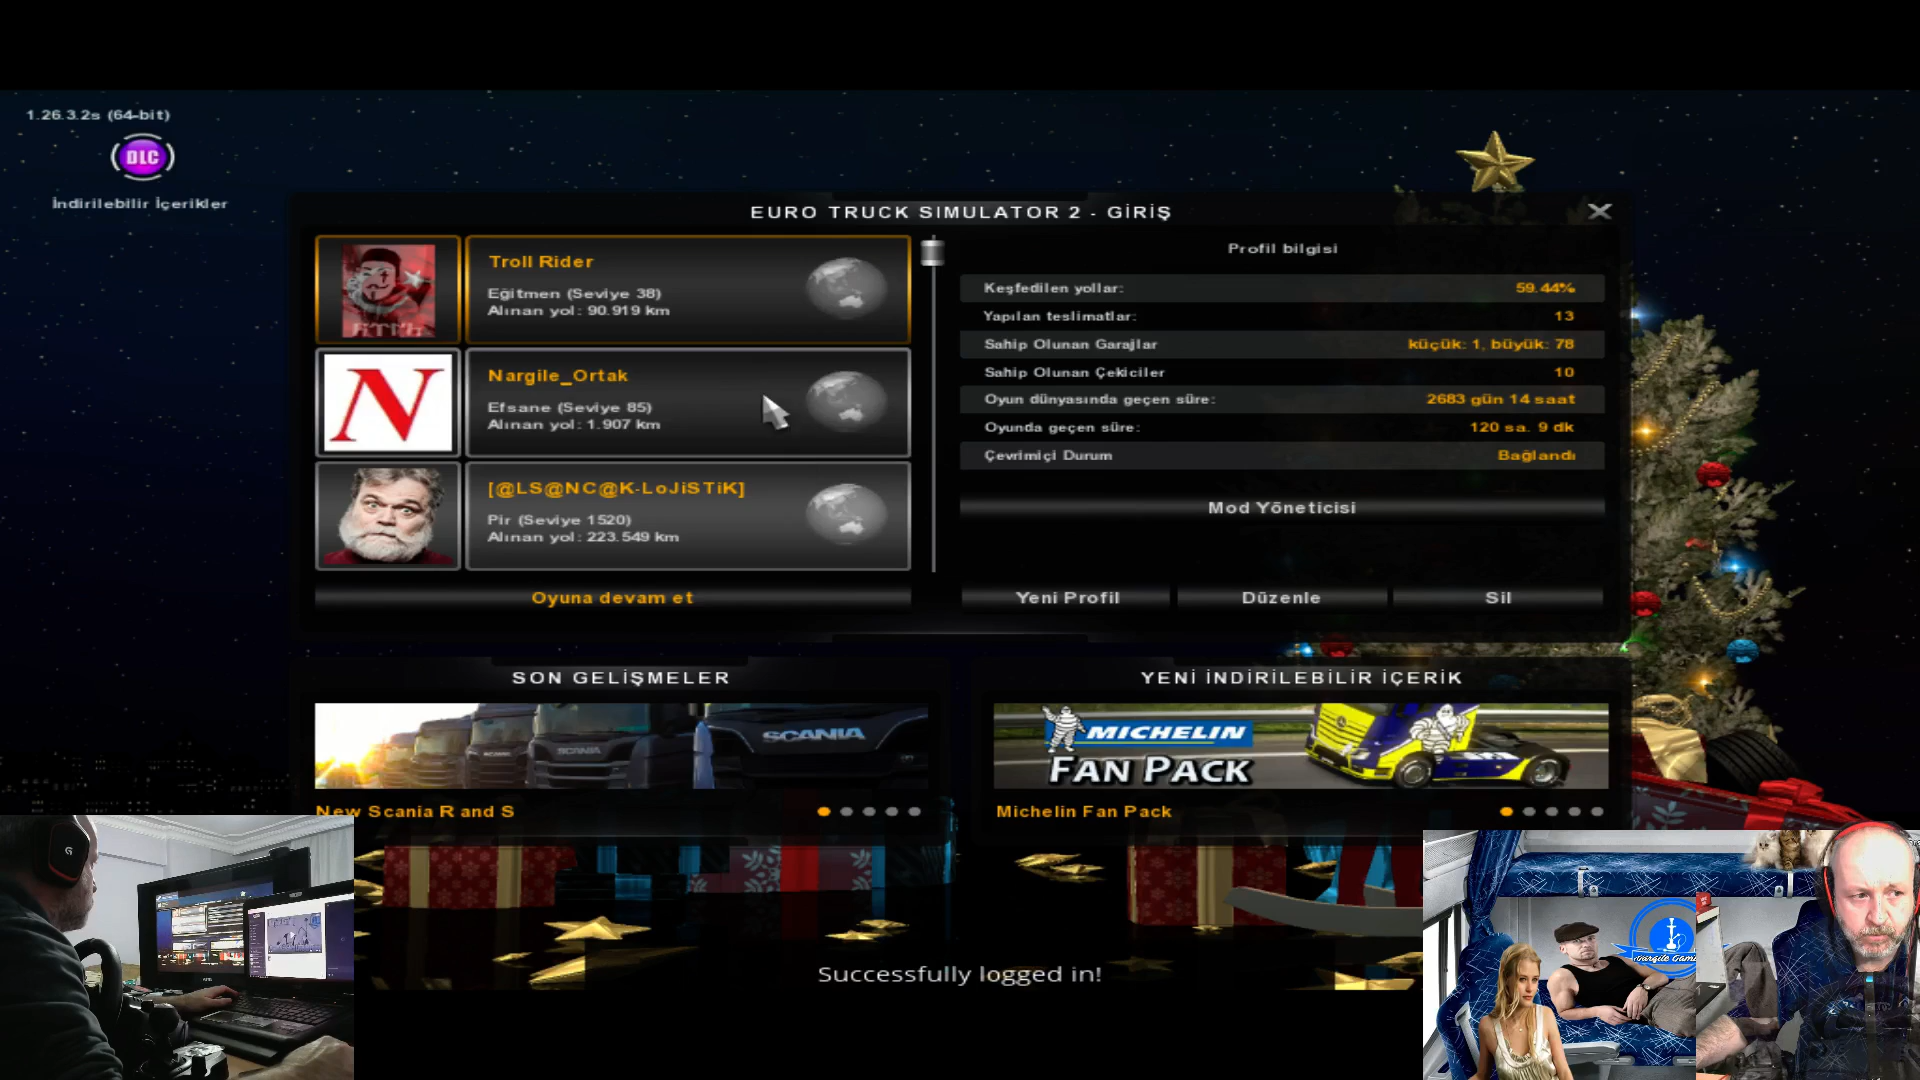 1.26.3.2s (64-bit)
DLC
İndirilebilir İçerikler
EURO TRUCK SIMULATOR 2 - GİRİŞ
Troll Rider
Eğitmen (Seviye 38)
Alınan yol: 90.919 km
Nargile_Ortak
Efsane (Seviye 85)
Alınan yol: 1.907 km
[@LS@NC@K-LoJiSTiK]
Pir (Seviye 1520)
Alınan yol: 223.549 km
Oyuna devam et
Profil bilgisi
Keşfedilen yollar: 59.44%
Yapılan teslimatlar: 13
Sahip Olunan Garajlar küçük: 1, büyük: 78
Sahip Olunan Çekiciler 10
Oyun dünyasında geçen süre: 2683 gün 14 saat
Oyunda geçen süre: 120 sa. 9 dk
Çevrimiçi Durum Bağlandı
Mod Yöneticisi
Yeni Profil Düzenle Sil
SON GELİŞMELER
SCANIA
SCANIA
New Scania R and S
YENİ İNDİRİLEBİLİR İÇERİK
MICHELIN
FAN PACK
Michelin Fan Pack
Successfully logged in!